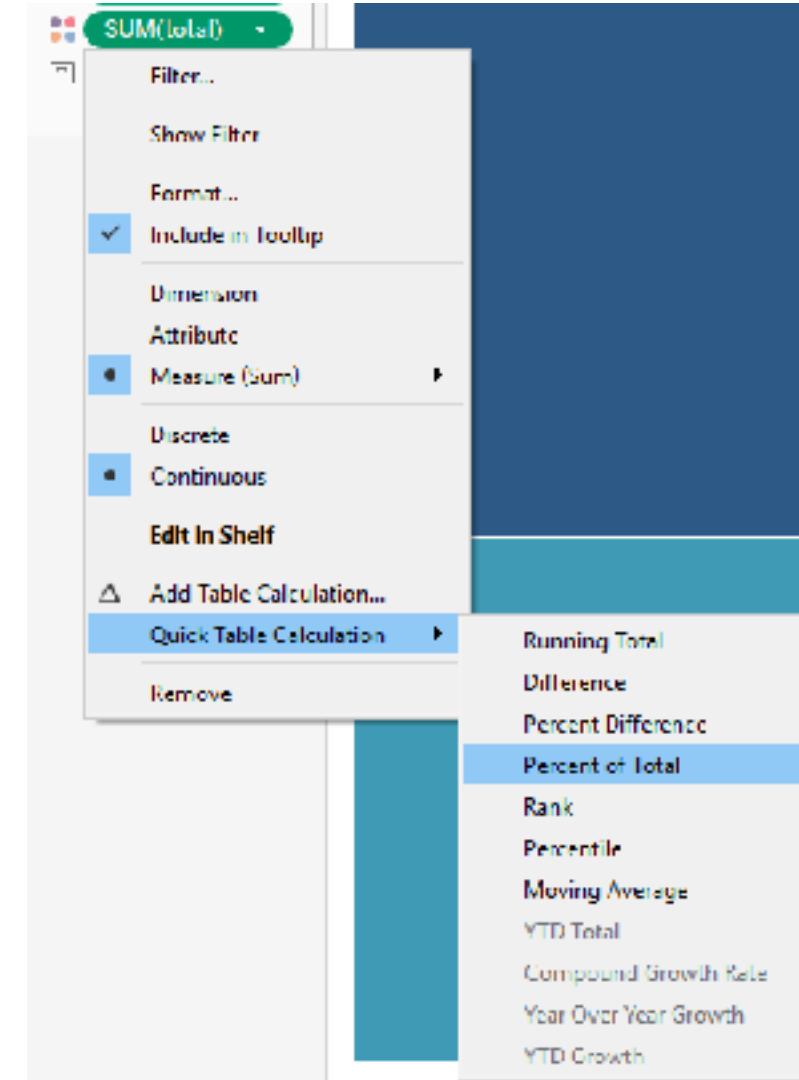 SUM(total)
Filter...
Show Filter
Format...
Include in Tooltip
Dimension
Attribute
Measure (Sum)
Discrete
Continuous
Edit in Shelf
Add Table Calculation...
Quick Table Calculation
Remove
Running Total
Difference
Percent Difference
Percent of Total
Rank
Percentile
Moving Average
YTD Total
Compound Growth Rate
Year Over Year Growth
YTD Growth